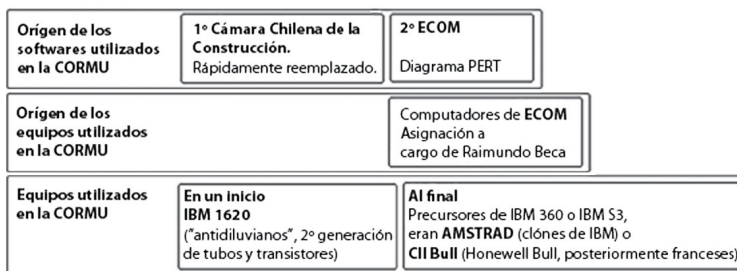 Orígen de los
softwares utilizados
en la CORMU
1º Cámara Chilena de la
Construcción.
Rápidamente reemplazado.
2º ECOM
Diagrama PERT
Orígen de los
equipos utilizados
en la CORMU
Computadores de ECOM
Asignación a
cargo de Raimundo Beca
Equipos utilizados
en la CORMU
En un inicio
IBM 1620
("antidiluvianos", 2º generación
de tubos y transistores)
Al final
Precursores de IBM 360 o IBM S3,
eran AMSTRAD (clónes de IBM) o
CII Bull (Honewell Bull, posteriormente franceses)